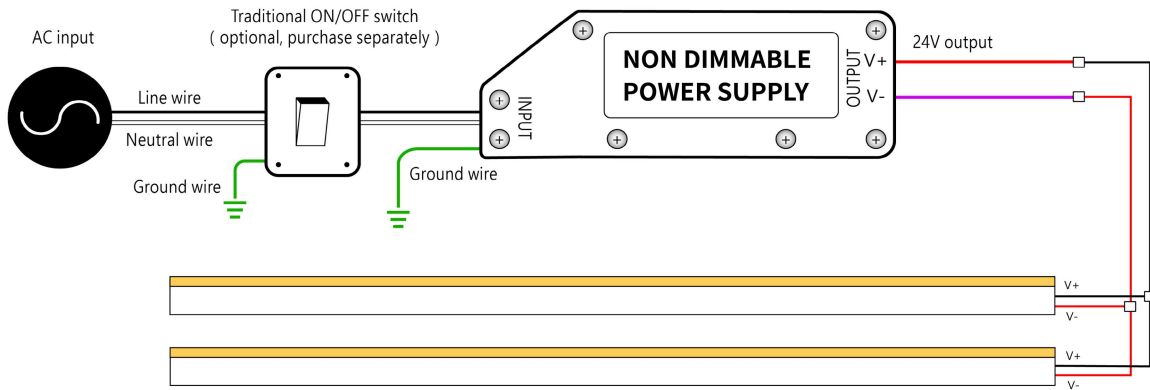 Traditional ON/OFF switch
( optional, purchase separately )
AC input
Line wire
Neutral wire
Ground wire
Ground wire
INPUT
NON DIMMABLE
POWER SUPPLY
OUTPUT
V+
V-
24V output
V+
V-
V+
V-